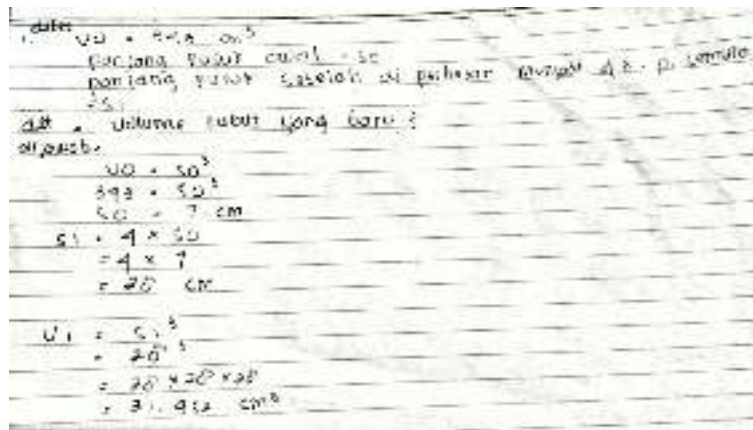 1. diket V0 = 343 cm³
panjang rusuk awal = S0
panjang rusuk setelah di perbesar menjadi 4 x p. semula
= S1
dit = Volume kubus yang baru ?
dijawab =
V0 = S0³
343 = S0³
S0 = 7 cm
S1 = 4 x S0
= 4 x 7
= 28 cm
V1 = S1³
= 28³
= 28 x 28 x 28
= 21.952 cm³